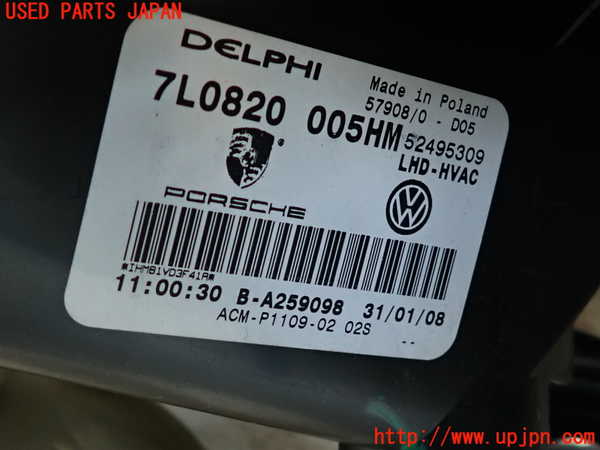 USED PARTS JAPAN
DELPHI
Made in Poland
7L0820 57908/0 - D05
005HM 52495309
LHD-HVAC
PORSCHE
*IHMB1VD3F41A*
11:00:30 B-A259098 31/01/08
ACM-P1109-02 02S --
http://www.upjpn.com/